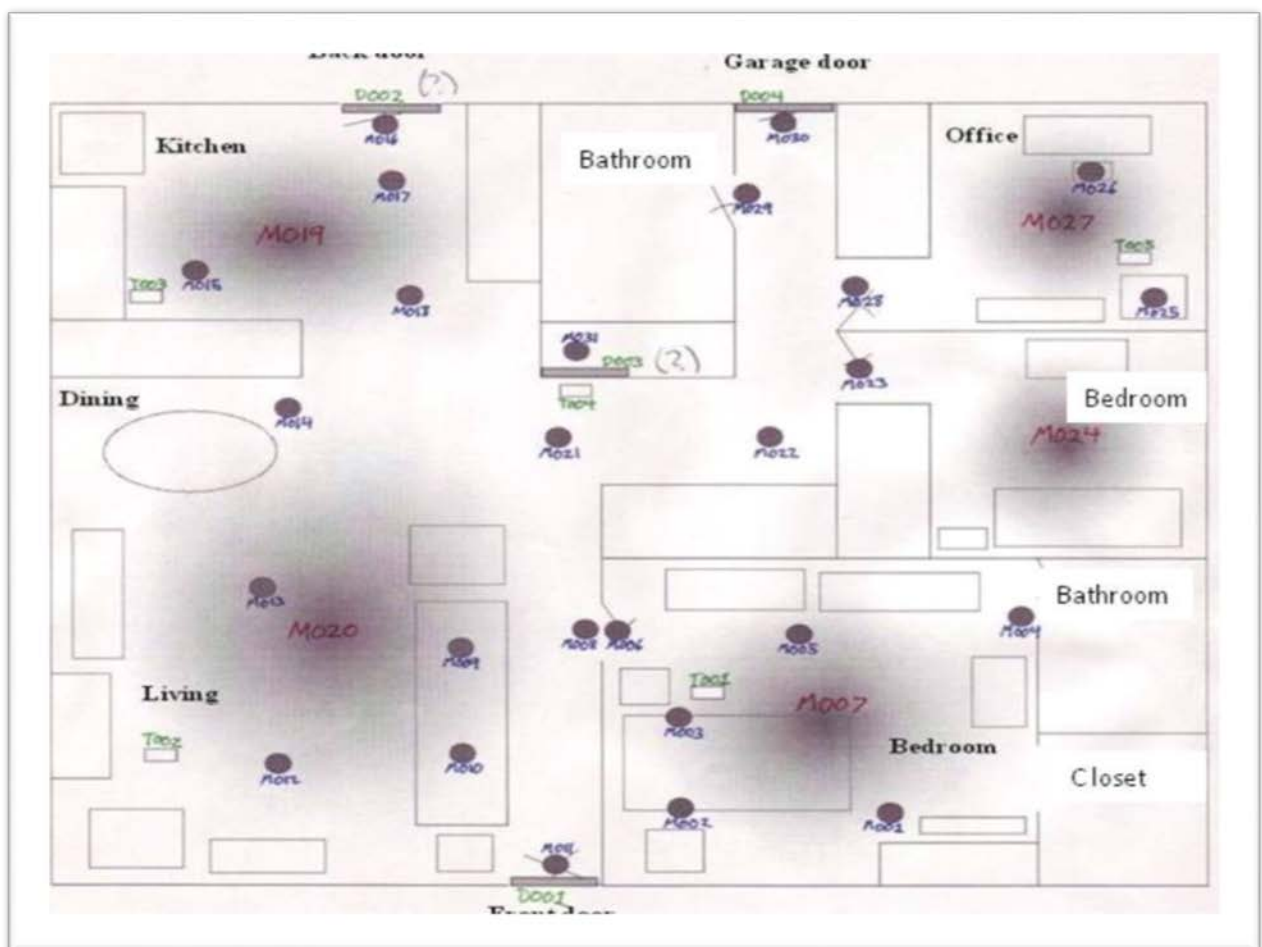 Back door
Garage door
D002 (?)
D004
M016
M030
Kitchen
Bathroom
Office
M017
M029
M026
M019
M027
T005
M015
T003
M018
M028
M025
M031
D003 (?)
M023
T004
Bedroom
Dining
M014
M021
M022
M024
M013
M020
M008
M006
M005
M004
Bathroom
M009
Living
T001
M007
M003
Bedroom
T002
M012
M010
Closet
M002
M001
M011
D001
Front door